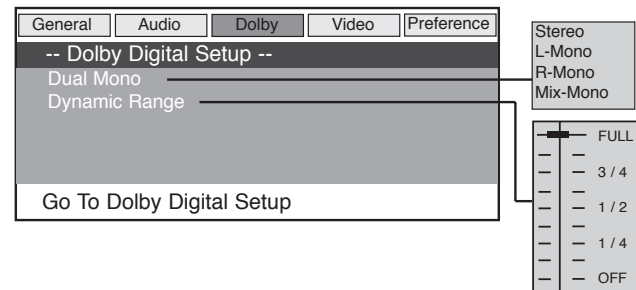 General Audio Dolby Video Preference
-- Dolby Digital Setup --
Dual Mono
Dynamic Range
Go To Dolby Digital Setup
Stereo
L-Mono
R-Mono
Mix-Mono
FULL
3 / 4
1 / 2
1 / 4
OFF